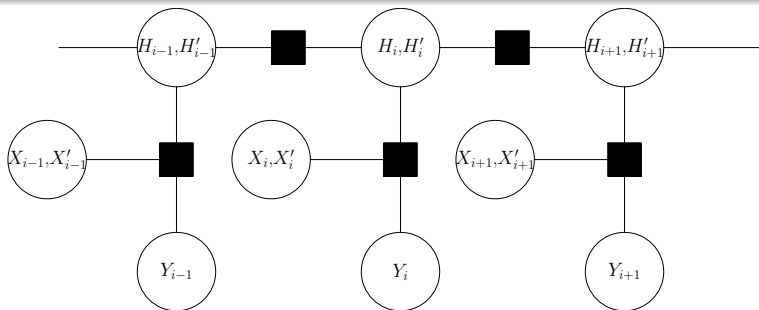 H_{i-1},H'_{i-1}
H_i,H'_i
H_{i+1},H'_{i+1}
X_{i-1},X'_{i-1}
X_i,X'_i
X_{i+1},X'_{i+1}
Y_{i-1}
Y_i
Y_{i+1}